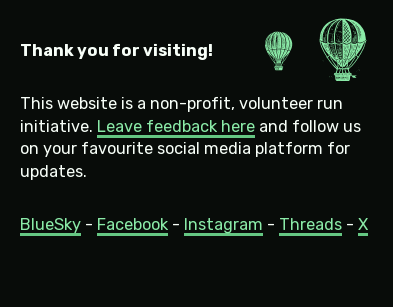 Thank you for visiting!
This website is a non-profit, volunteer run
initiative. Leave feedback here and follow us
on your favourite social media platform for
updates.
BlueSky - Facebook - Instagram - Threads - X